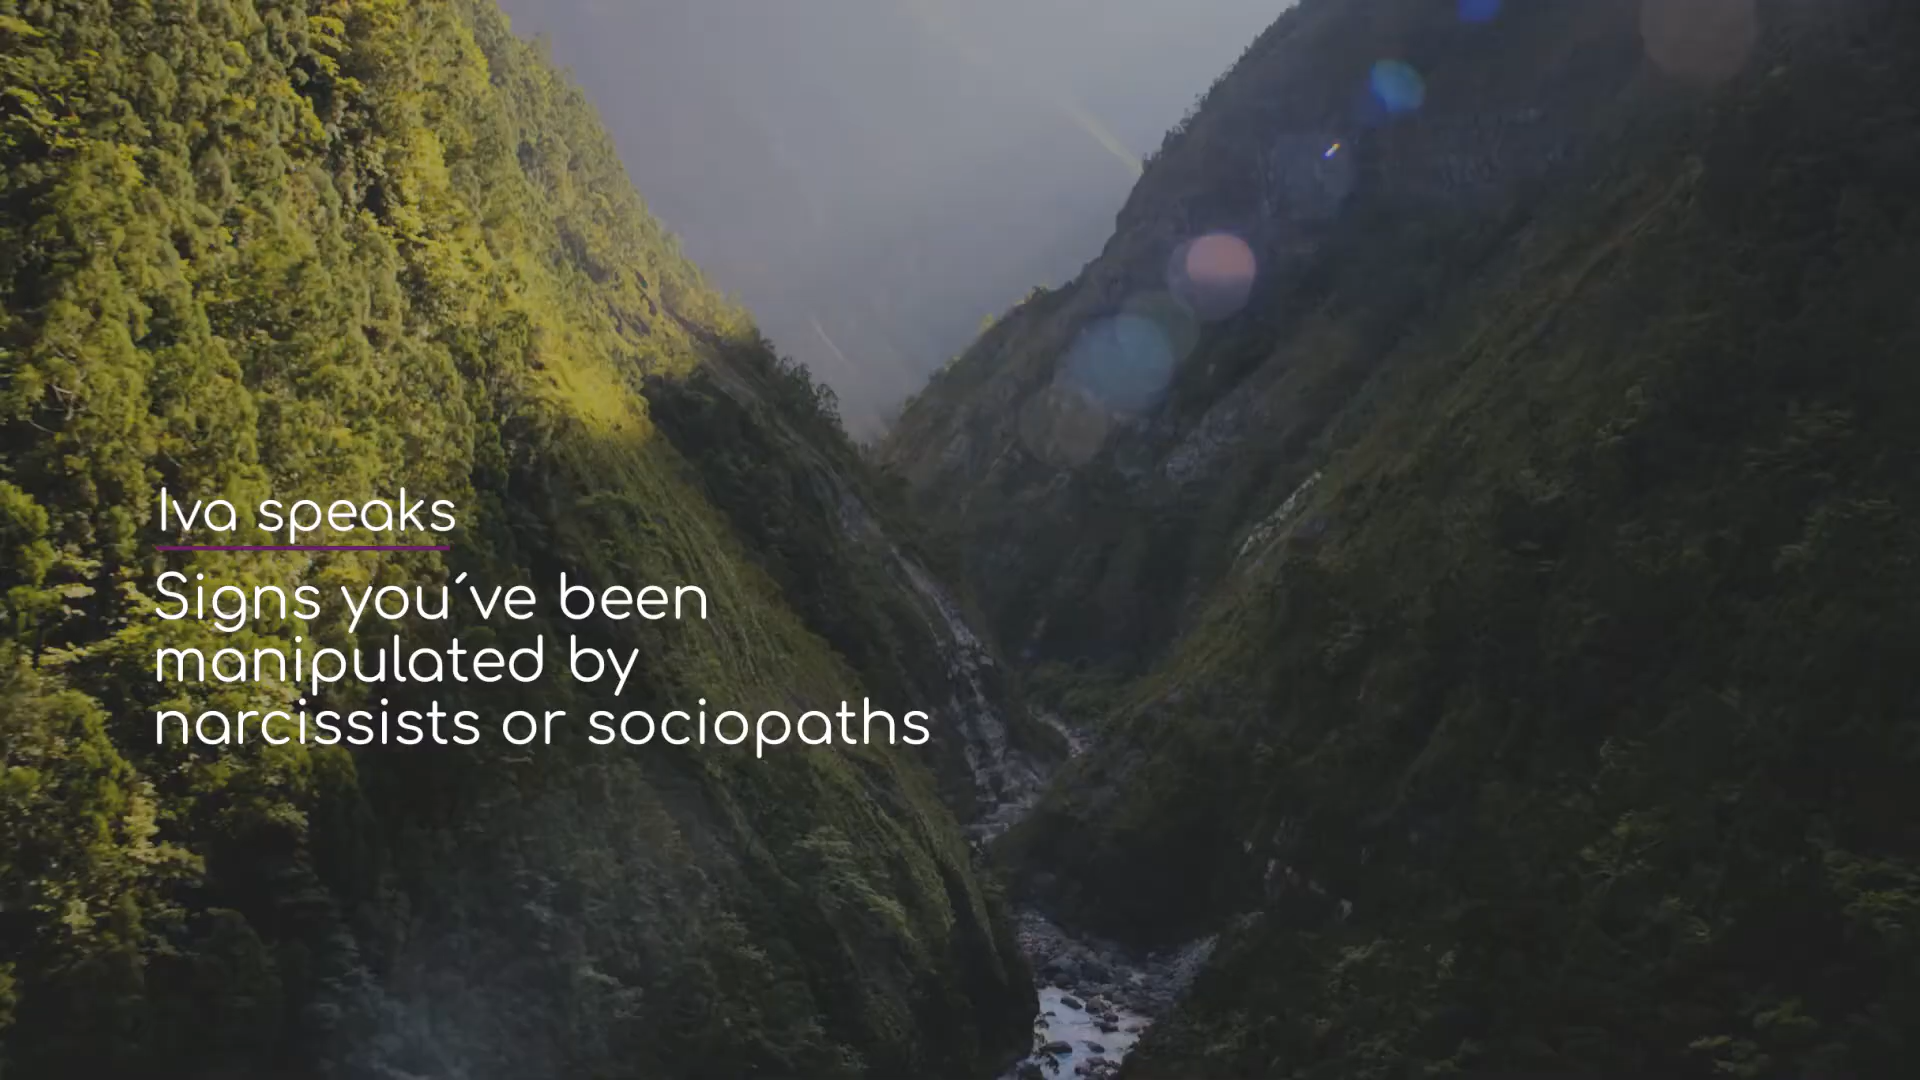 Iva speaks
Signs you´ve been
manipulated by
narcissists or sociopaths